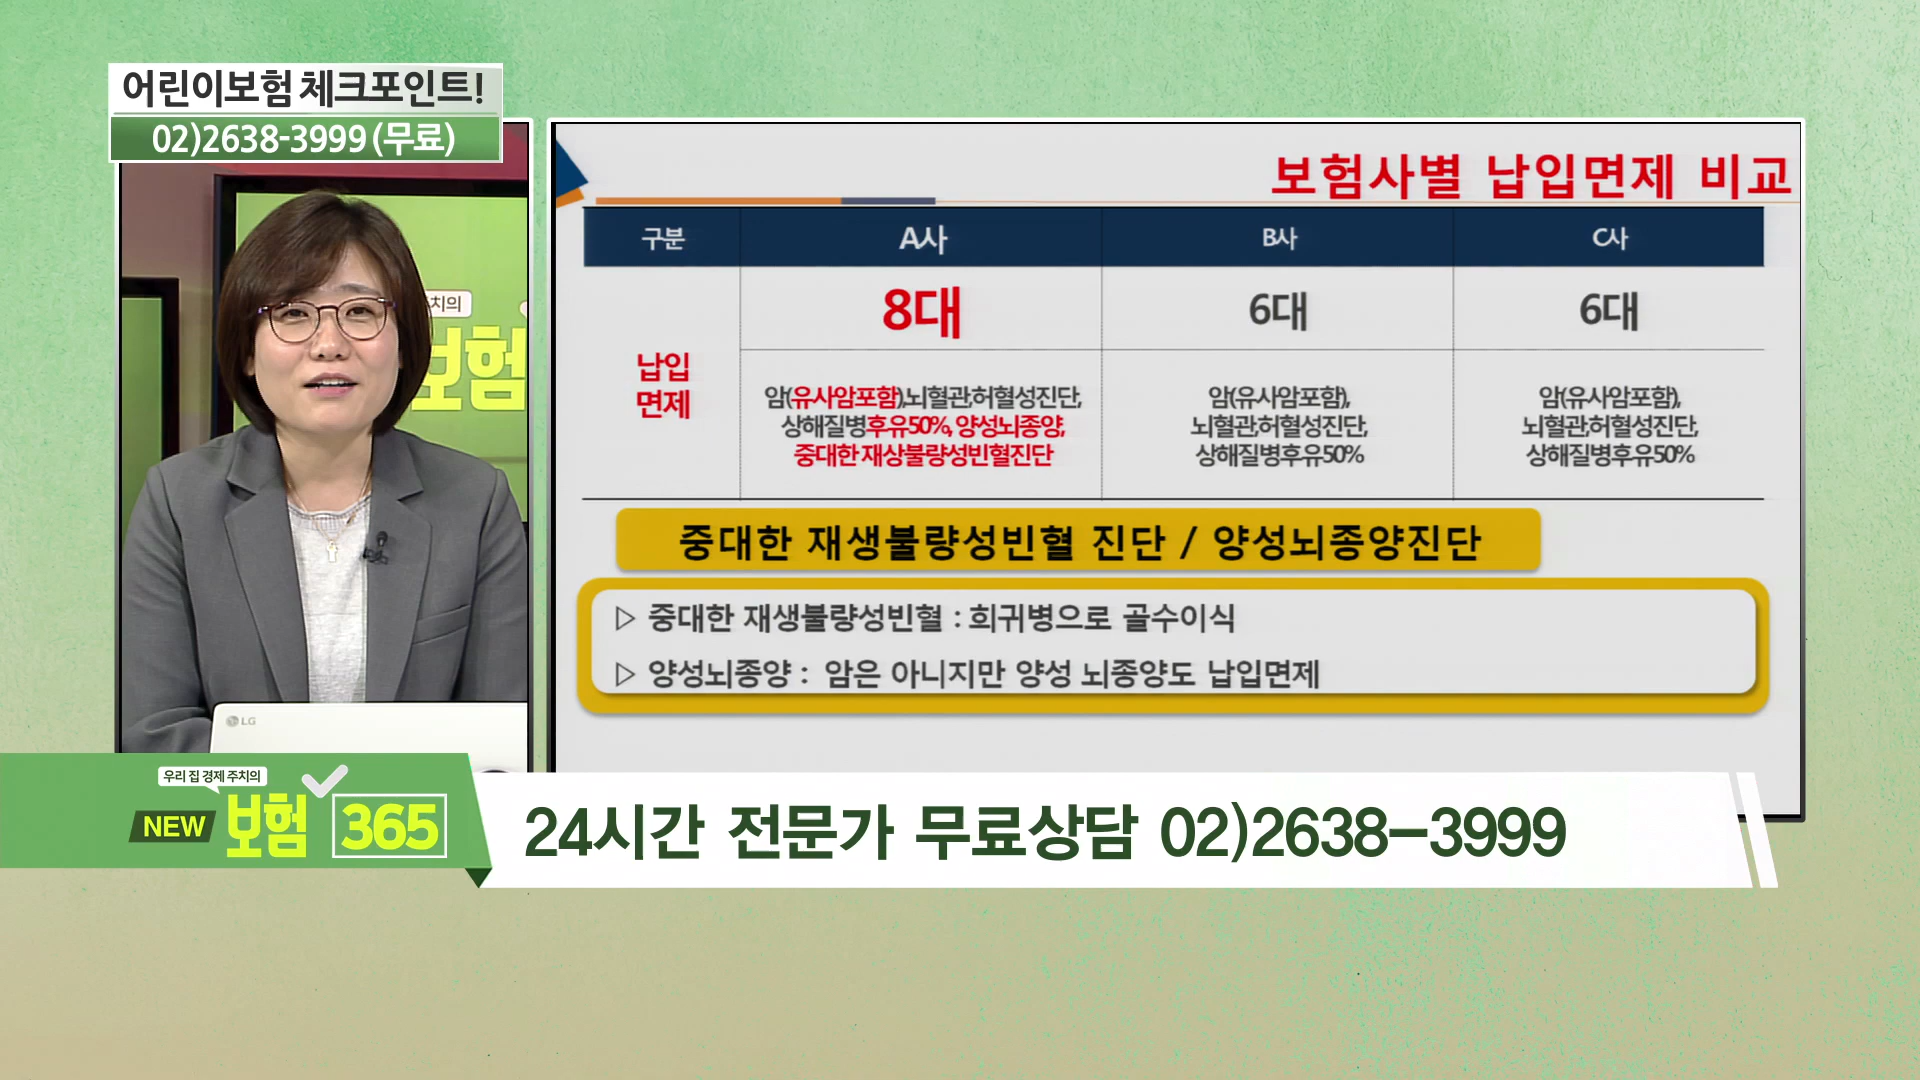 어린이보험 체크포인트!
02)2638-3999 (무료)
주치의
보험
LG
보험사별 납입면제 비교
구분 A사 B사 C사
납입
면제
8대 6대 6대
암(유사암포함),뇌혈관,허혈성진단,
상해질병후유50%, 양성뇌종양,
중대한 재상불량성빈혈진단
암(유사암포함),
뇌혈관,허혈성진단,
상해질병후유50%
암(유사암포함),
뇌혈관,허혈성진단,
상해질병후유50%
중대한 재생불량성빈혈 진단 / 양성뇌종양진단
▷ 중대한 재생불량성빈혈 : 희귀병으로 골수이식
▷ 양성뇌종양 : 암은 아니지만 양성 뇌종양도 납입면제
우리 집 경제 주치의
NEW 보험 365
24시간 전문가 무료상담 02)2638-3999